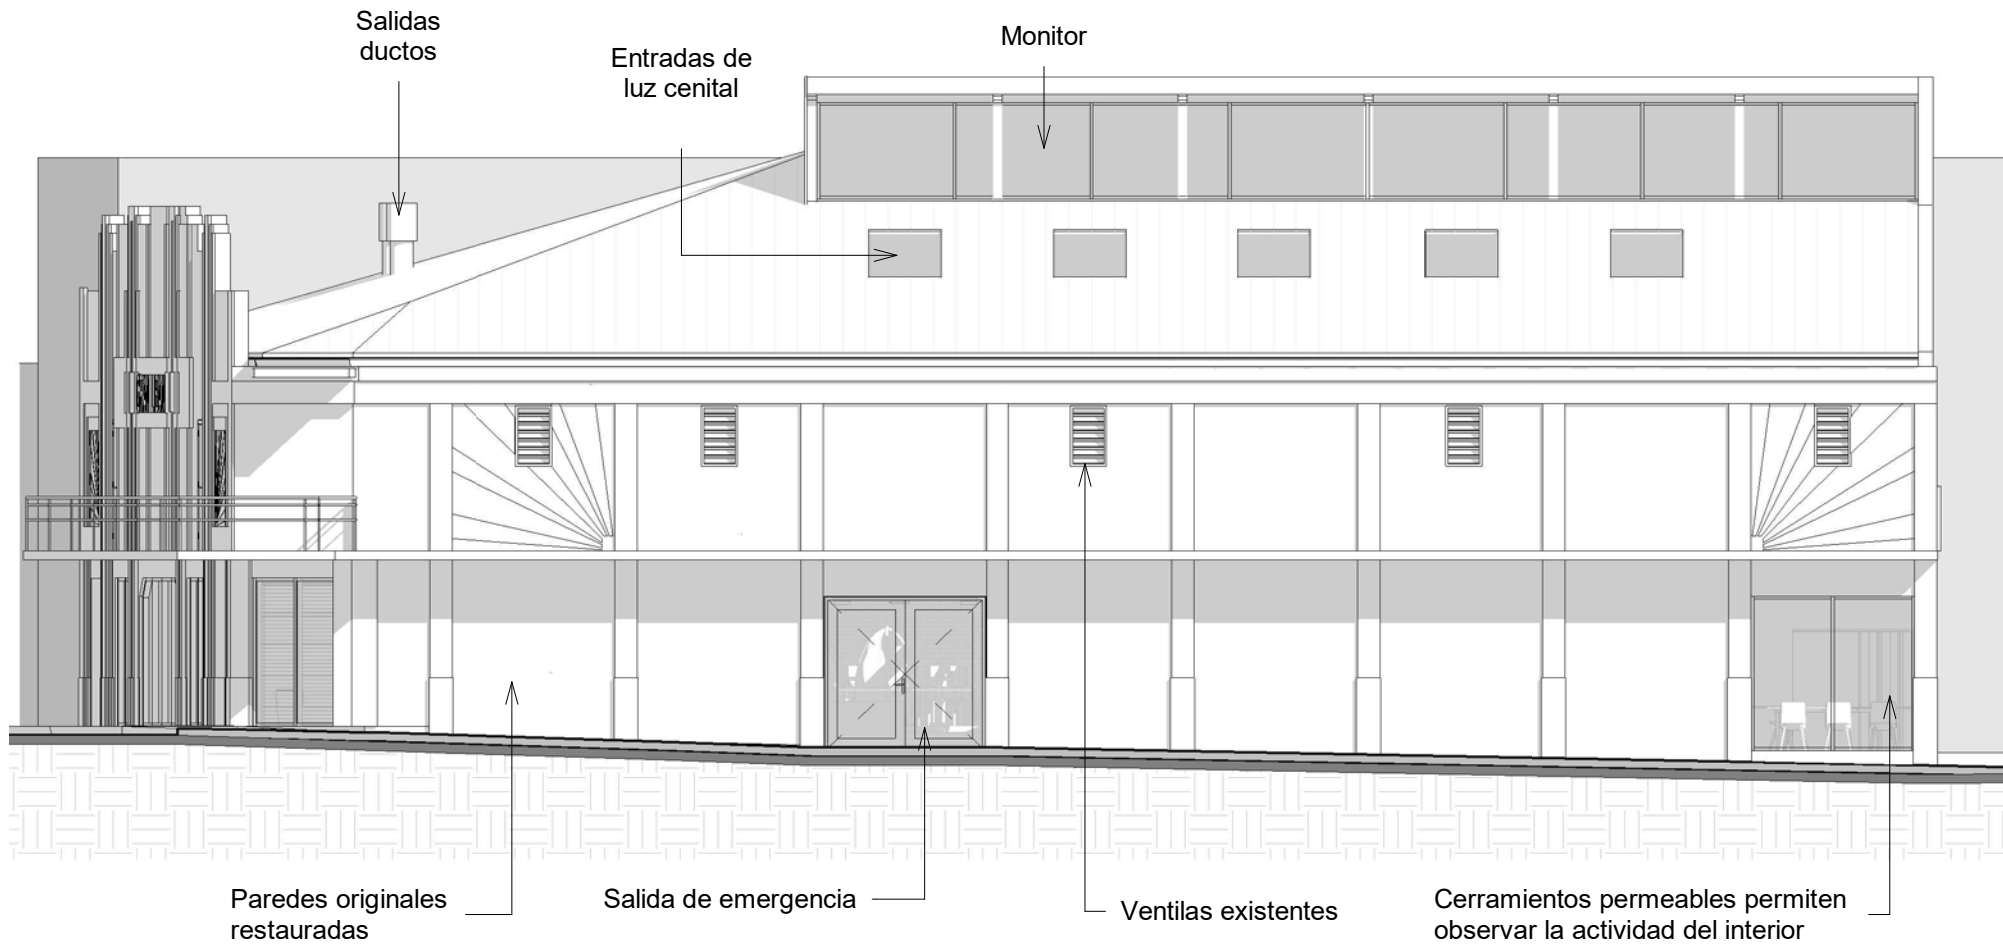 Salidas
ductos
Entradas de
luz cenital
Monitor
Paredes originales
restauradas
Salida de emergencia
Ventilas existentes
Cerramientos permeables permiten
observar la actividad del interior